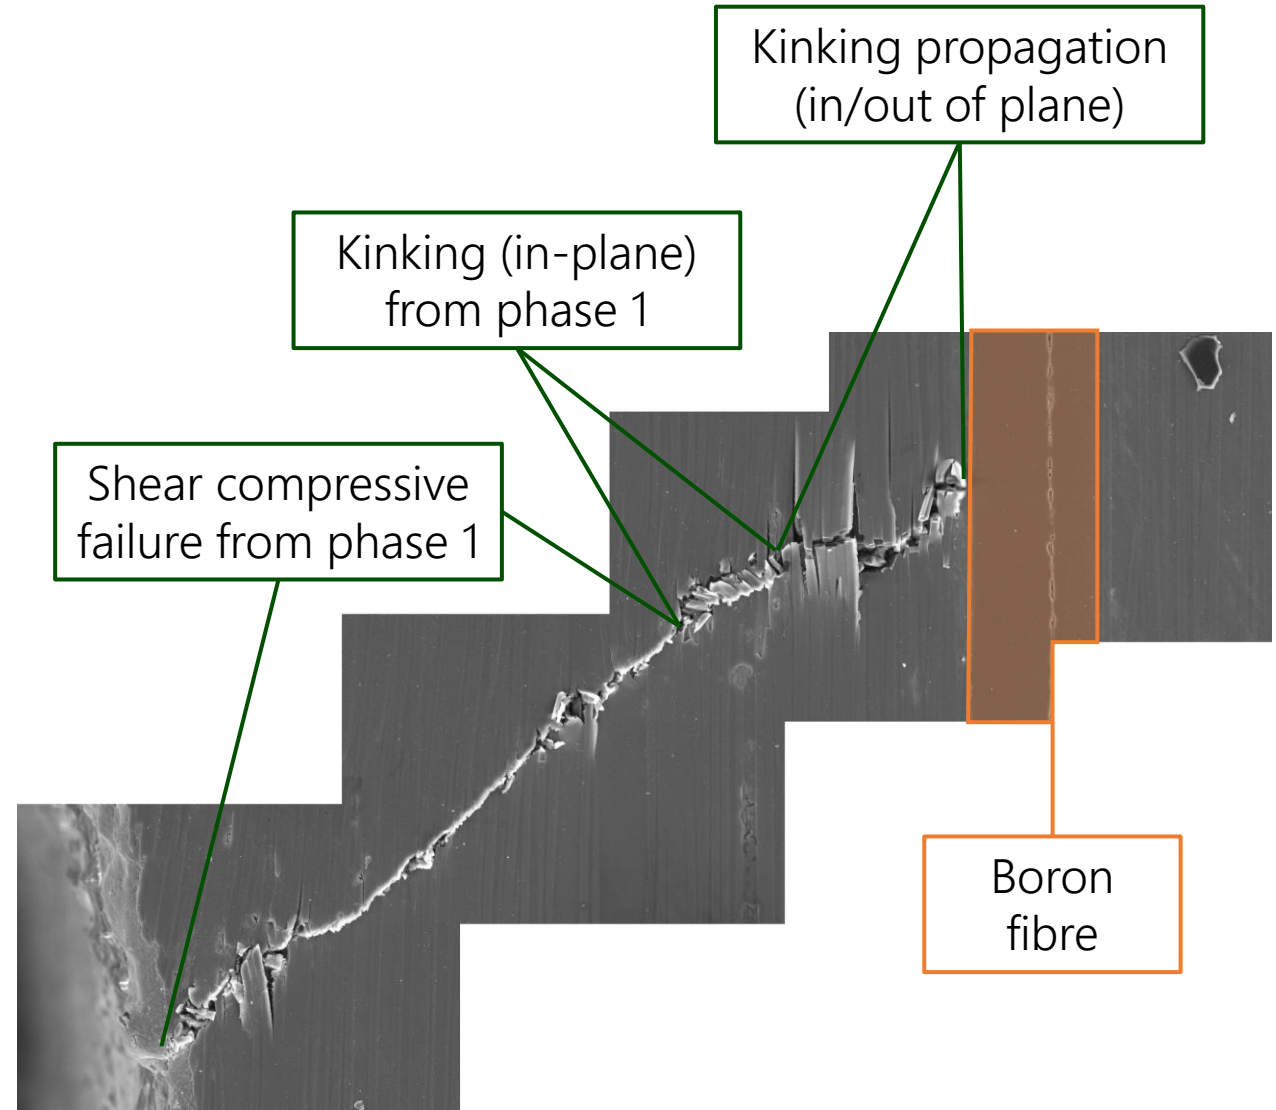 Kinking propagation
(in/out of plane)
Kinking (in-plane)
from phase 1
Shear compressive
failure from phase 1
Boron
fibre